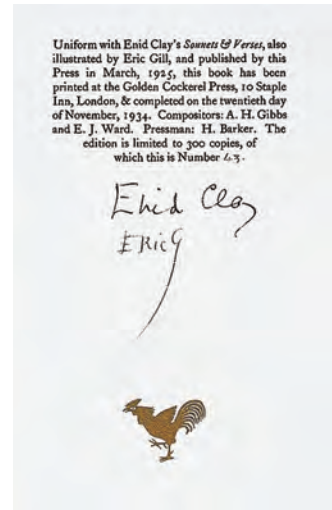 Uniform with Enid Clay's Sonnets & Verses, also
illustrated by Eric Gill, and published by this
Press in March, 1925, this book has been
printed at the Golden Cockerel Press, 10 Staple
Inn, London, & completed on the twentieth day
of November, 1934. Compositors: A. H. Gibbs
and E. J. Ward. Pressman: H. Barker. The
edition is limited to 300 copies, of
which this is Number 43.
Enid Clay
Eric G